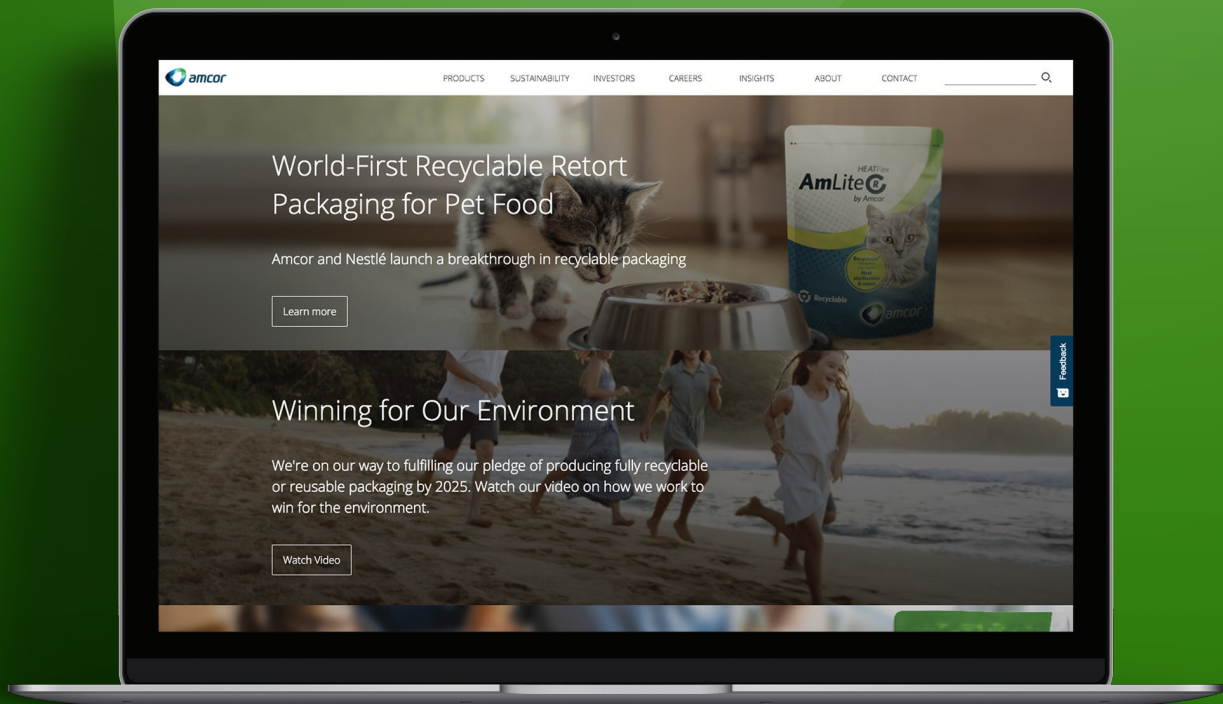 amcor
PRODUCTS
SUSTAINABILITY
INVESTORS
CAREERS
INSIGHTS
ABOUT
CONTACT
World-First Recyclable Retort
Packaging for Pet Food
Amcor and Nestlé launch a breakthrough in recyclable packaging
Learn more
HEATFlex
AmLite
R
by Amcor
Recyclable
amcor
Feedback
Winning for Our Environment
We're on our way to fulfilling our pledge of producing fully recyclable
or reusable packaging by 2025. Watch our video on how we work to
win for the environment.
Watch Video